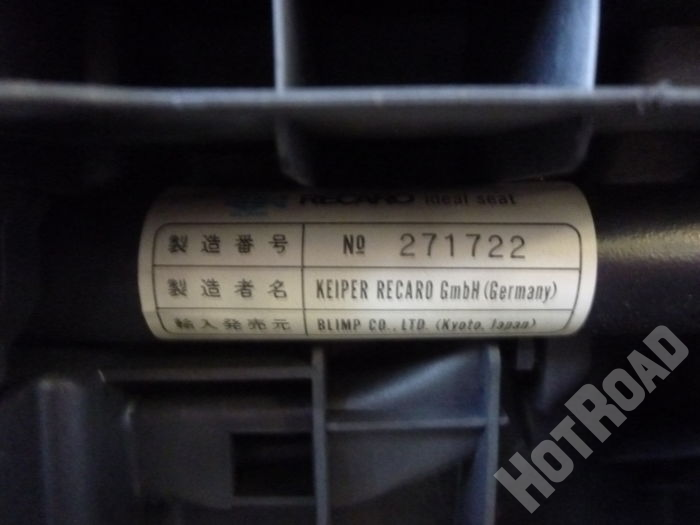 RECARO ideal seat
製造番号 № 271722
製造者名 KEIPER RECARO GmbH (Germany)
輸入発売元 BLIMP CO., LTD. (Kyoto, Japan)
HOTROAD